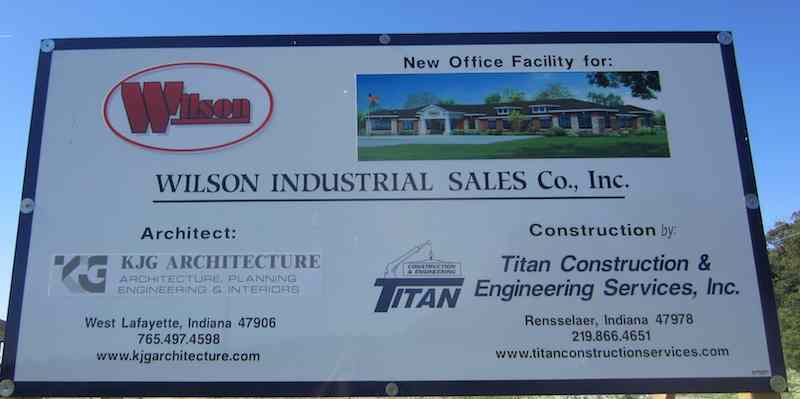 Wilson
New Office Facility for:
WILSON INDUSTRIAL SALES Co., Inc.
Architect:
KJG KJG ARCHITECTURE
ARCHITECTURE, PLANNING
ENGINEERING & INTERIORS
West Lafayette, Indiana 47906
765.497.4598
www.kjgarchitecture.com
Construction by:
CONSTRUCTION
& ENGINEERING
TITAN
Titan Construction &
Engineering Services, Inc.
Rensselaer, Indiana 47978
219.866.4651
www.titanconstructionservices.com